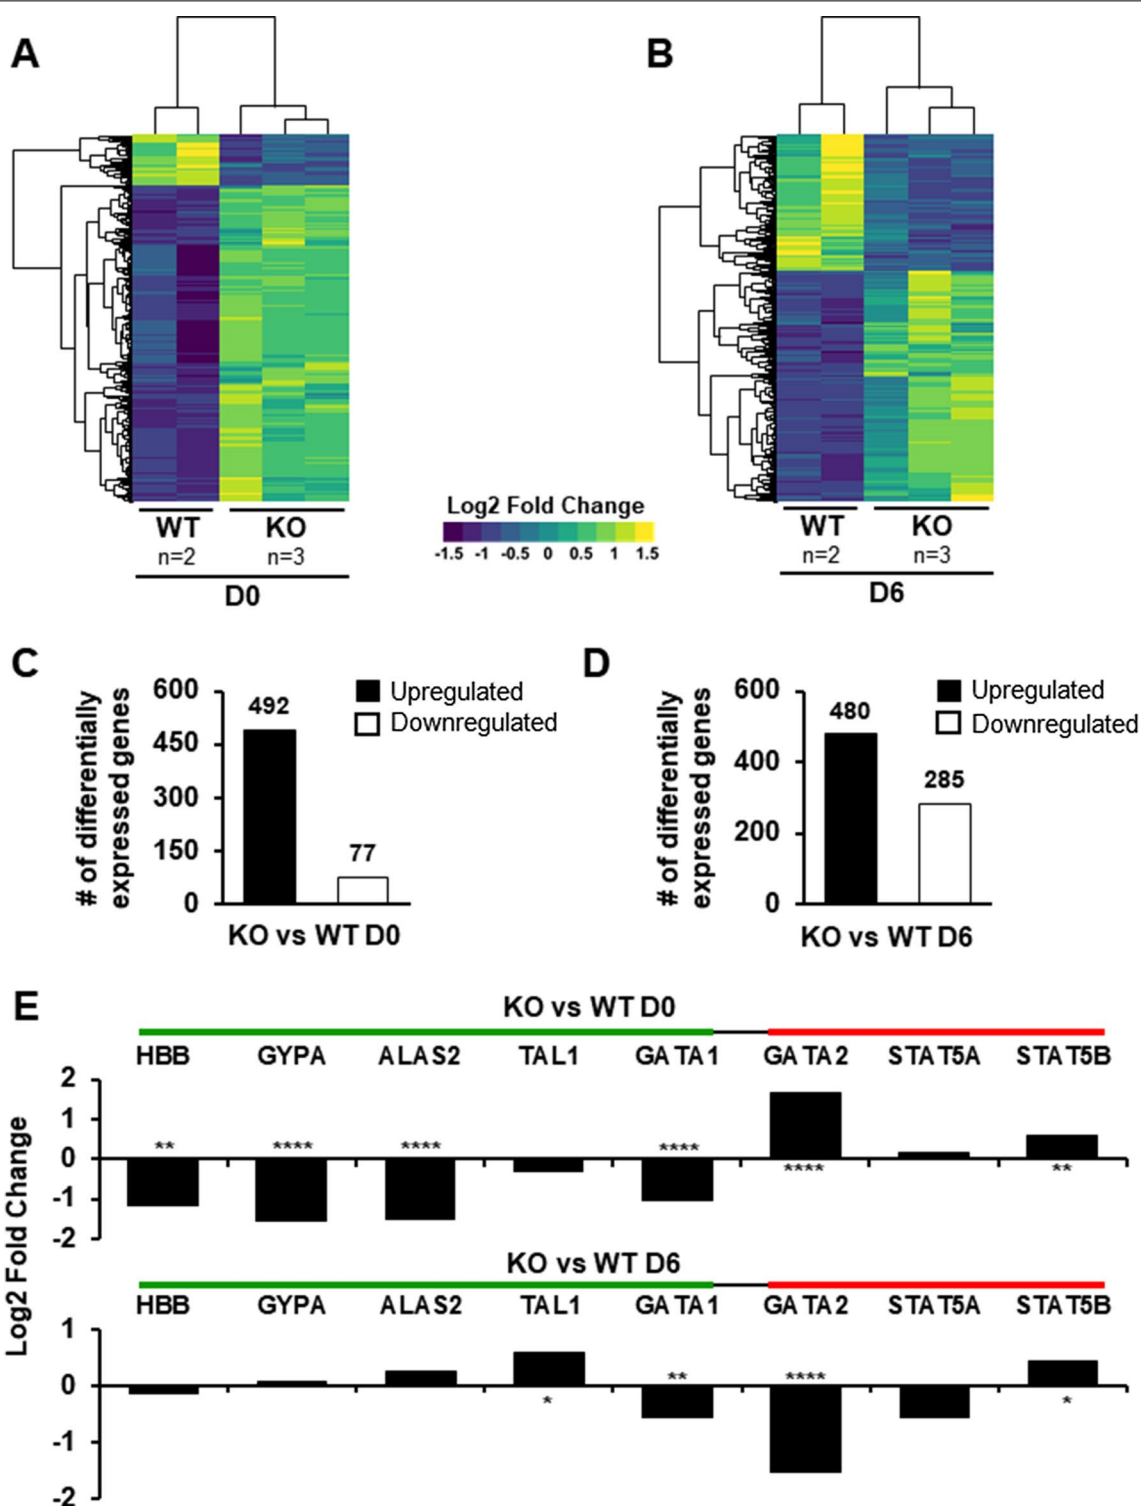 A
B
WT
KO
n=2
n=3
D0
Log2 Fold Change
-1.5 -1 -0.5 0 0.5 1 1.5
WT
KO
n=2
n=3
D6
C
# of differentially
expressed genes
600
450
300
150
0
492
77
Upregulated
Downregulated
KO vs WT D0
D
# of differentially
expressed genes
600
400
200
0
480
285
Upregulated
Downregulated
KO vs WT D6
E
Log2 Fold Change
KO vs WT D0
HBB GYPA ALAS2 TAL1 GATA1 GATA2 STAT5A STAT5B
2
1
0
-1
-2
** **** **** **** **** **
KO vs WT D6
HBB GYPA ALAS2 TAL1 GATA1 GATA2 STAT5A STAT5B
1
0
-1
-2
* ** **** *